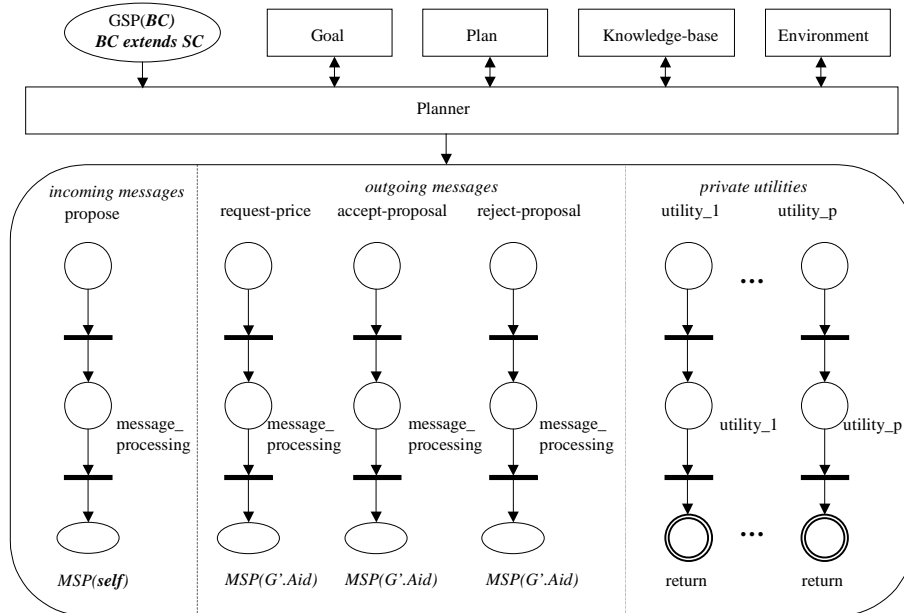 GSP(BC)
BC extends SC
Goal
Plan
Knowledge-base
Environment
Planner
incoming messages
outgoing messages
private utilities
propose
request-price
accept-proposal
reject-proposal
utility_1
utility_p
...
message_
processing
message_
processing
message_
processing
message_
processing
utility_1
utility_p
...
MSP(self)
MSP(G'.Aid)
MSP(G'.Aid)
MSP(G'.Aid)
return
return